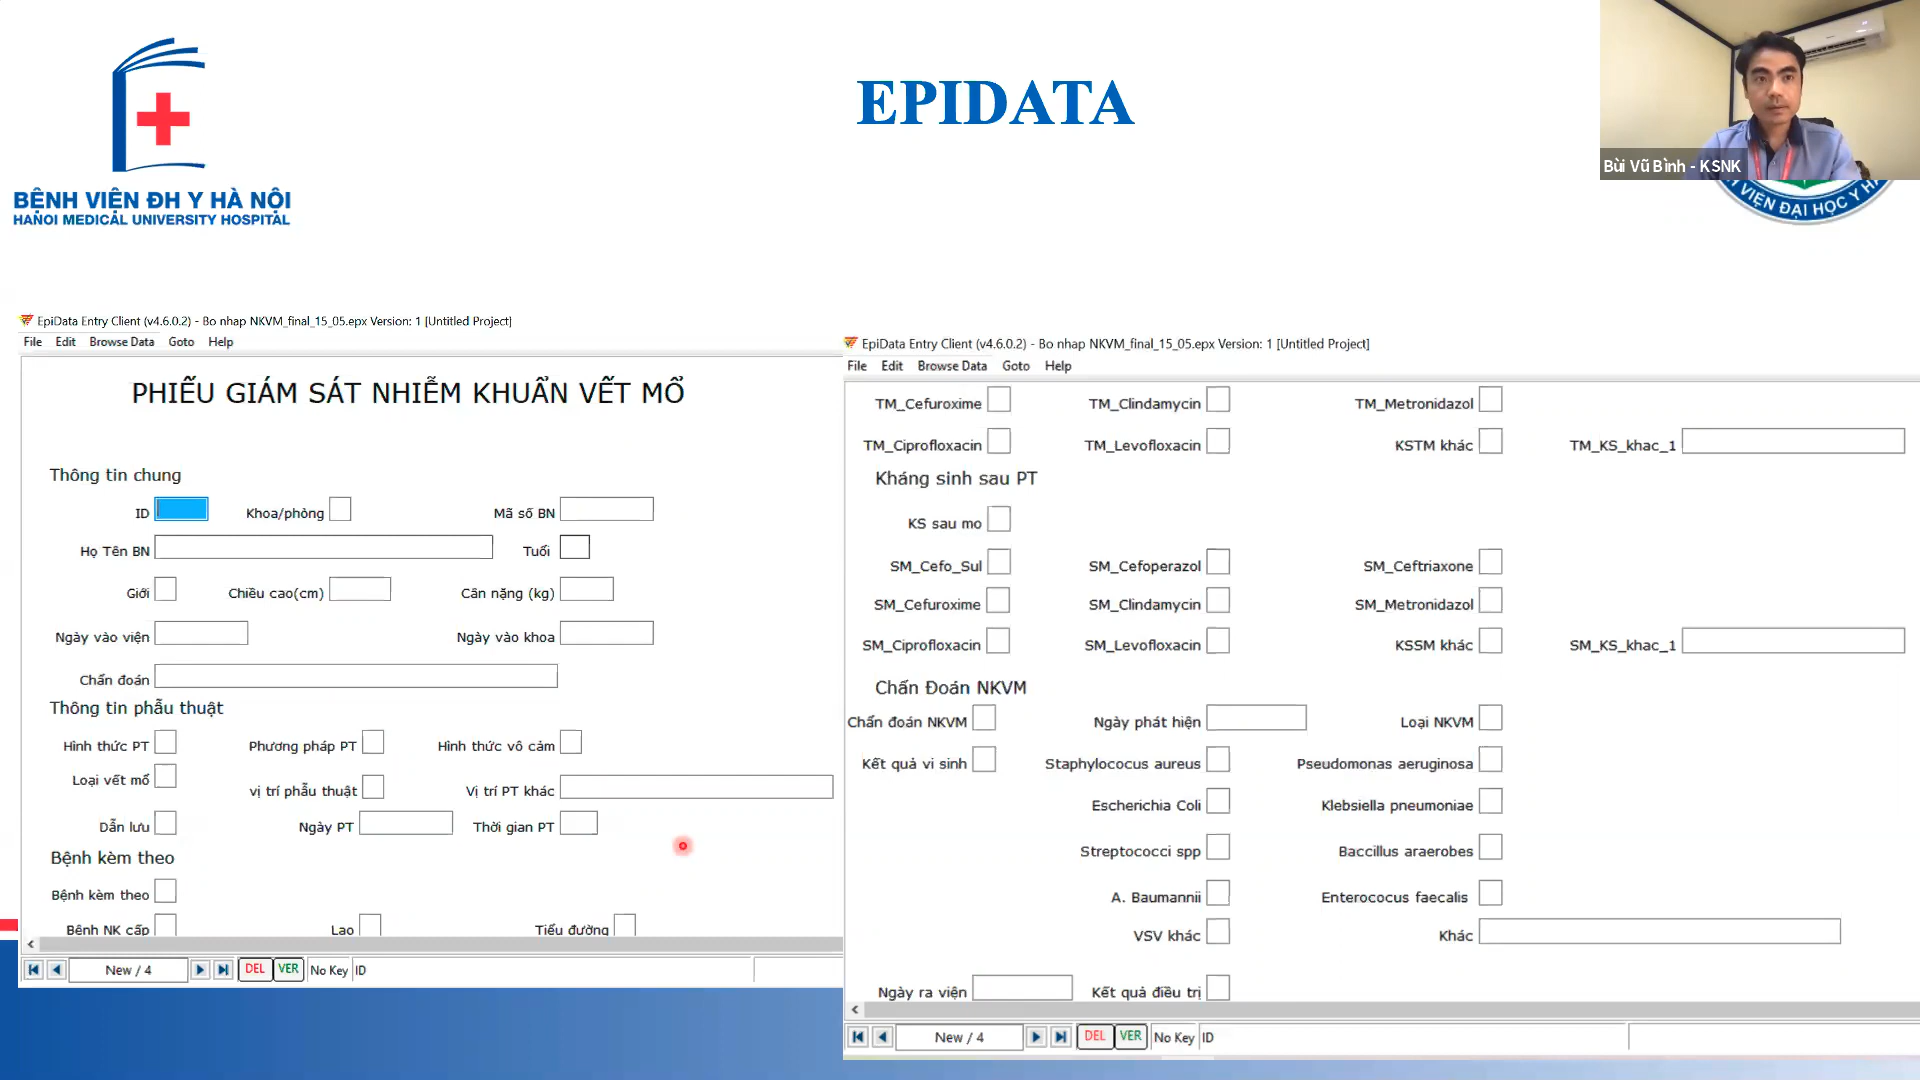 EPIDATA
BỆNH VIỆN ĐH Y HÀ NỘI
HANOI MEDICAL UNIVERSITY HOSPITAL
Bùi Vũ Bình - KSNK
VIỆN ĐẠI HỌC Y
EpiData Entry Client (v4.6.0.2) - Bo nhap NKVM_final_15_05.epx Version: 1 [Untitled Project]
File Edit Browse Data Goto Help
PHIẾU GIÁM SÁT NHIỄM KHUẨN VẾT MỔ
Thông tin chung
ID Khoa/phòng Mã số BN
Họ Tên BN Tuổi
Giới Chiều cao(cm) Cân nặng (kg)
Ngày vào viện Ngày vào khoa
Chẩn đoán
Thông tin phẫu thuật
Hình thức PT Phương pháp PT Hình thức vô cảm
Loại vết mổ vị trí phẫu thuật Vị trí PT khác
Dẫn lưu Ngày PT Thời gian PT
Bệnh kèm theo
Bệnh kèm theo
Bệnh NK cấp Lao Tiểu đường
New / 4 DEL VER No Key ID
EpiData Entry Client (v4.6.0.2) - Bo nhap NKVM_final_15_05.epx Version: 1 [Untitled Project]
File Edit Browse Data Goto Help
TM_Cefuroxime TM_Clindamycin TM_Metronidazol
TM_Ciprofloxacin TM_Levofloxacin KSTM khác TM_KS_khac_1
Kháng sinh sau PT
KS sau mo
SM_Cefo_Sul SM_Cefoperazol SM_Ceftriaxone
SM_Cefuroxime SM_Clindamycin SM_Metronidazol
SM_Ciprofloxacin SM_Levofloxacin KSSM khác SM_KS_khac_1
Chẩn Đoán NKVM
Chẩn đoán NKVM Ngày phát hiện Loại NKVM
Kết quả vi sinh Staphylococus aureus Pseudomonas aeruginosa
Escherichia Coli Klebsiella pneumoniae
Streptococci spp Baccillus araerobes
A. Baumannii Enterococus faecalis
VSV khác Khác
Ngày ra viện Kết quả điều trị
New / 4 DEL VER No Key ID